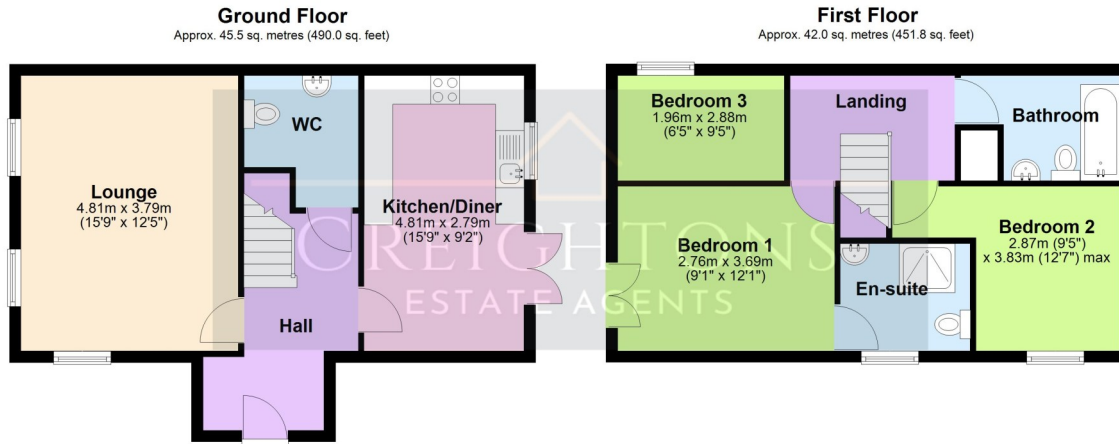 Ground Floor
Approx. 45.5 sq. metres (490.0 sq. feet)
Lounge
4.81m x 3.79m
(15'9" x 12'5")
WC
Kitchen/Diner
4.81m x 2.79m
(15'9" x 9'2")
Hall
First Floor
Approx. 42.0 sq. metres (451.8 sq. feet)
Bedroom 3
1.96m x 2.88m
(6'5" x 9'5")
Landing
Bathroom
Bedroom 1
2.76m x 3.69m
(9'1" x 12'1")
Bedroom 2
2.87m (9'5")
x 3.83m (12'7") max
En-suite
CREIGHTONS
ESTATE AGENTS